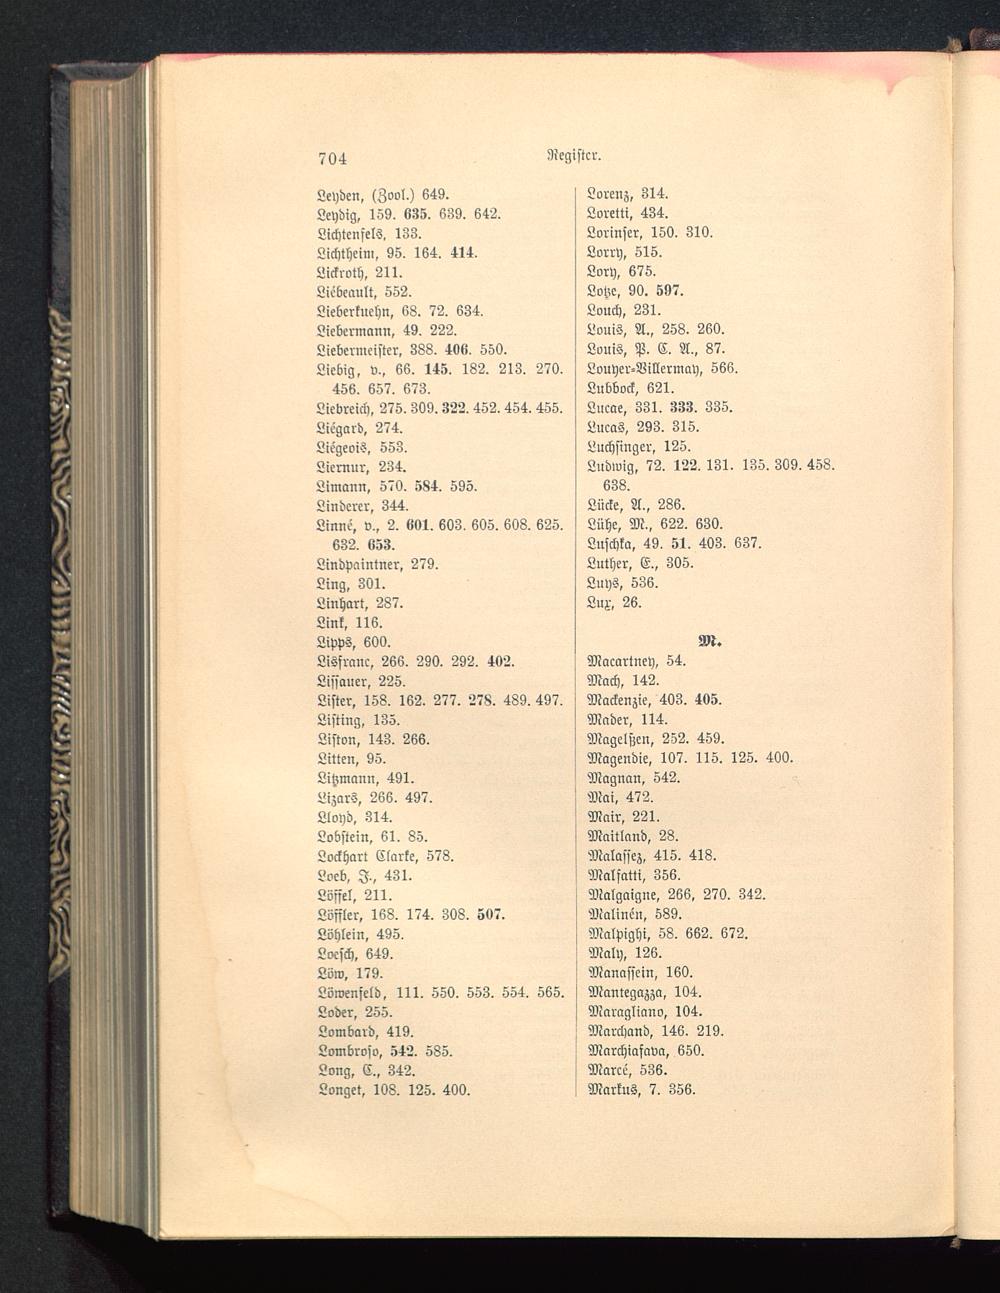 704
Regiſter.
Leyden, (Zool.) 649.
Leydig, 159. 635. 639. 642.
Lichtenfels, 133.
Lichtheim, 95. 164. 414.
Lickroth, 211.
Liébeault, 552.
Lieberkuehn, 68. 72. 634.
Liebermann, 49. 222.
Liebermeiſter, 388. 406. 550.
Liebig, v., 66. 145. 182. 213. 270.
456. 657. 673.
Liebreich, 275. 309. 322. 452. 454. 455.
Liégard, 274.
Liégeois, 553.
Liernur, 234.
Limann, 570. 584. 595.
Linderer, 344.
Linné, v., 2. 601. 603. 605. 608. 625.
632. 653.
Lindpaintner, 279.
Ling, 301.
Linhart, 287.
Link, 116.
Lipps, 600.
Lisfranc, 266. 290. 292. 402.
Liſſauer, 225.
Liſter, 158. 162. 277. 278. 489. 497.
Liſting, 135.
Liſton, 143. 266.
Litten, 95.
Litzmann, 491.
Lizars, 266. 497.
Lloyd, 314.
Lobſtein, 61. 85.
Lockhart Clarke, 578.
Loeb, J., 431.
Löffel, 211.
Löffler, 168. 174. 308. 507.
Löhlein, 495.
Loeſch, 649.
Löw, 179.
Löwenfeld, 111. 550. 553. 554. 565.
Loder, 255.
Lombard, 419.
Lombroſo, 542. 585.
Long, C., 342.
Longet, 108. 125. 400.
Lorenz, 314.
Loretti, 434.
Lorinſer, 150. 310.
Lorry, 515.
Lory, 675.
Lotze, 90. 597.
Louch, 231.
Louis, A., 258. 260.
Louis, P. C. A., 87.
Louyer-Villermay, 566.
Lubbock, 621.
Lucae, 331. 333. 335.
Lucas, 293. 315.
Luchſinger, 125.
Ludwig, 72. 122. 131. 135. 309. 458.
638.
Lücke, A., 286.
Lühe, M., 622. 630.
Luſchka, 49. 51. 403. 637.
Luther, E., 305.
Luys, 536.
Lux, 26.
M.
Macartney, 54.
Mach, 142.
Mackenzie, 403. 405.
Mader, 114.
Magelßen, 252. 459.
Magendie, 107. 115. 125. 400.
Magnan, 542.
Mai, 472.
Mair, 221.
Maitland, 28.
Malaſſez, 415. 418.
Malfatti, 356.
Malgaigne, 266, 270. 342.
Malinén, 589.
Malpighi, 58. 662. 672.
Maly, 126.
Manaſſein, 160.
Mantegazza, 104.
Maragliano, 104.
Marchand, 146. 219.
Marchiafava, 650.
Marcé, 536.
Markus, 7. 356.